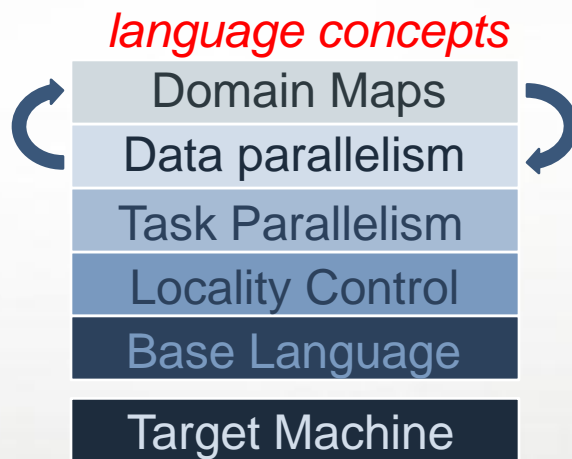 language concepts
Domain Maps
Data parallelism
Task Parallelism
Locality Control
Base Language
Target Machine